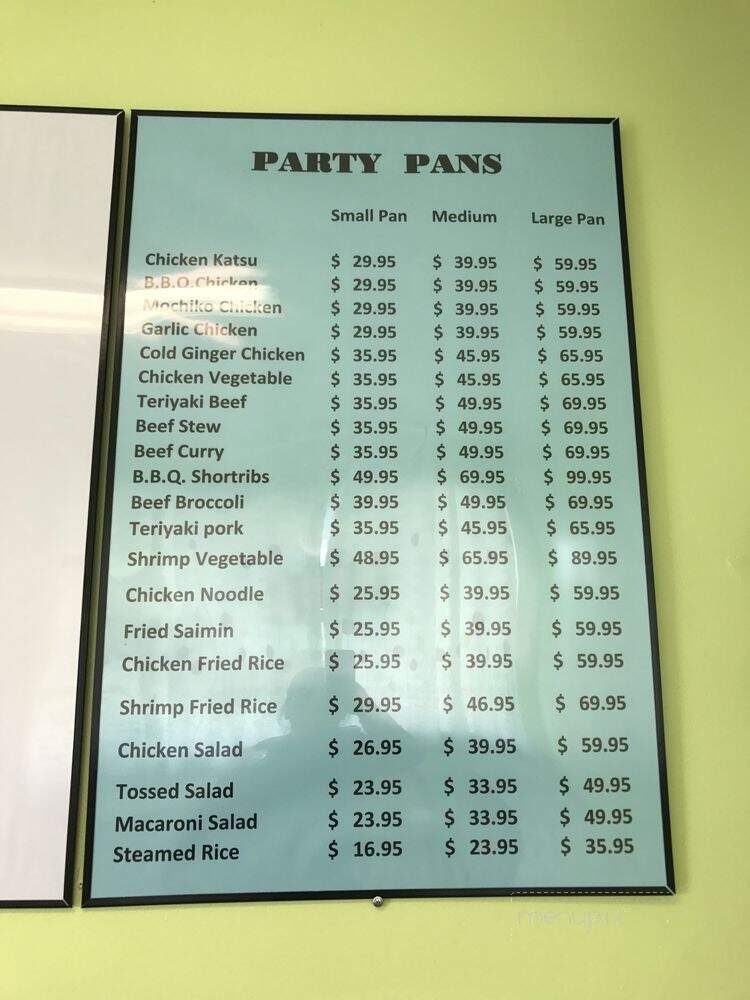 PARTY PANS
Small Pan Medium Large Pan
Chicken Katsu $ 29.95 $ 39.95 $ 59.95
B.B.Q.Chicken $ 29.95 $ 39.95 $ 59.95
Mochiko Chicken $ 29.95 $ 39.95 $ 59.95
Garlic Chicken $ 29.95 $ 39.95 $ 59.95
Cold Ginger Chicken $ 35.95 $ 45.95 $ 65.95
Chicken Vegetable $ 35.95 $ 45.95 $ 65.95
Teriyaki Beef $ 35.95 $ 49.95 $ 69.95
Beef Stew $ 35.95 $ 49.95 $ 69.95
Beef Curry $ 35.95 $ 49.95 $ 69.95
B.B.Q. Shortribs $ 49.95 $ 69.95 $ 99.95
Beef Broccoli $ 39.95 $ 49.95 $ 69.95
Teriyaki pork $ 35.95 $ 45.95 $ 65.95
Shrimp Vegetable $ 48.95 $ 65.95 $ 89.95
Chicken Noodle $ 25.95 $ 39.95 $ 59.95
Fried Saimin $ 25.95 $ 39.95 $ 59.95
Chicken Fried Rice $ 25.95 $ 39.95 $ 59.95
Shrimp Fried Rice $ 29.95 $ 46.95 $ 69.95
Chicken Salad $ 26.95 $ 39.95 $ 59.95
Tossed Salad $ 23.95 $ 33.95 $ 49.95
Macaroni Salad $ 23.95 $ 33.95 $ 49.95
Steamed Rice $ 16.95 $ 23.95 $ 35.95
menupix